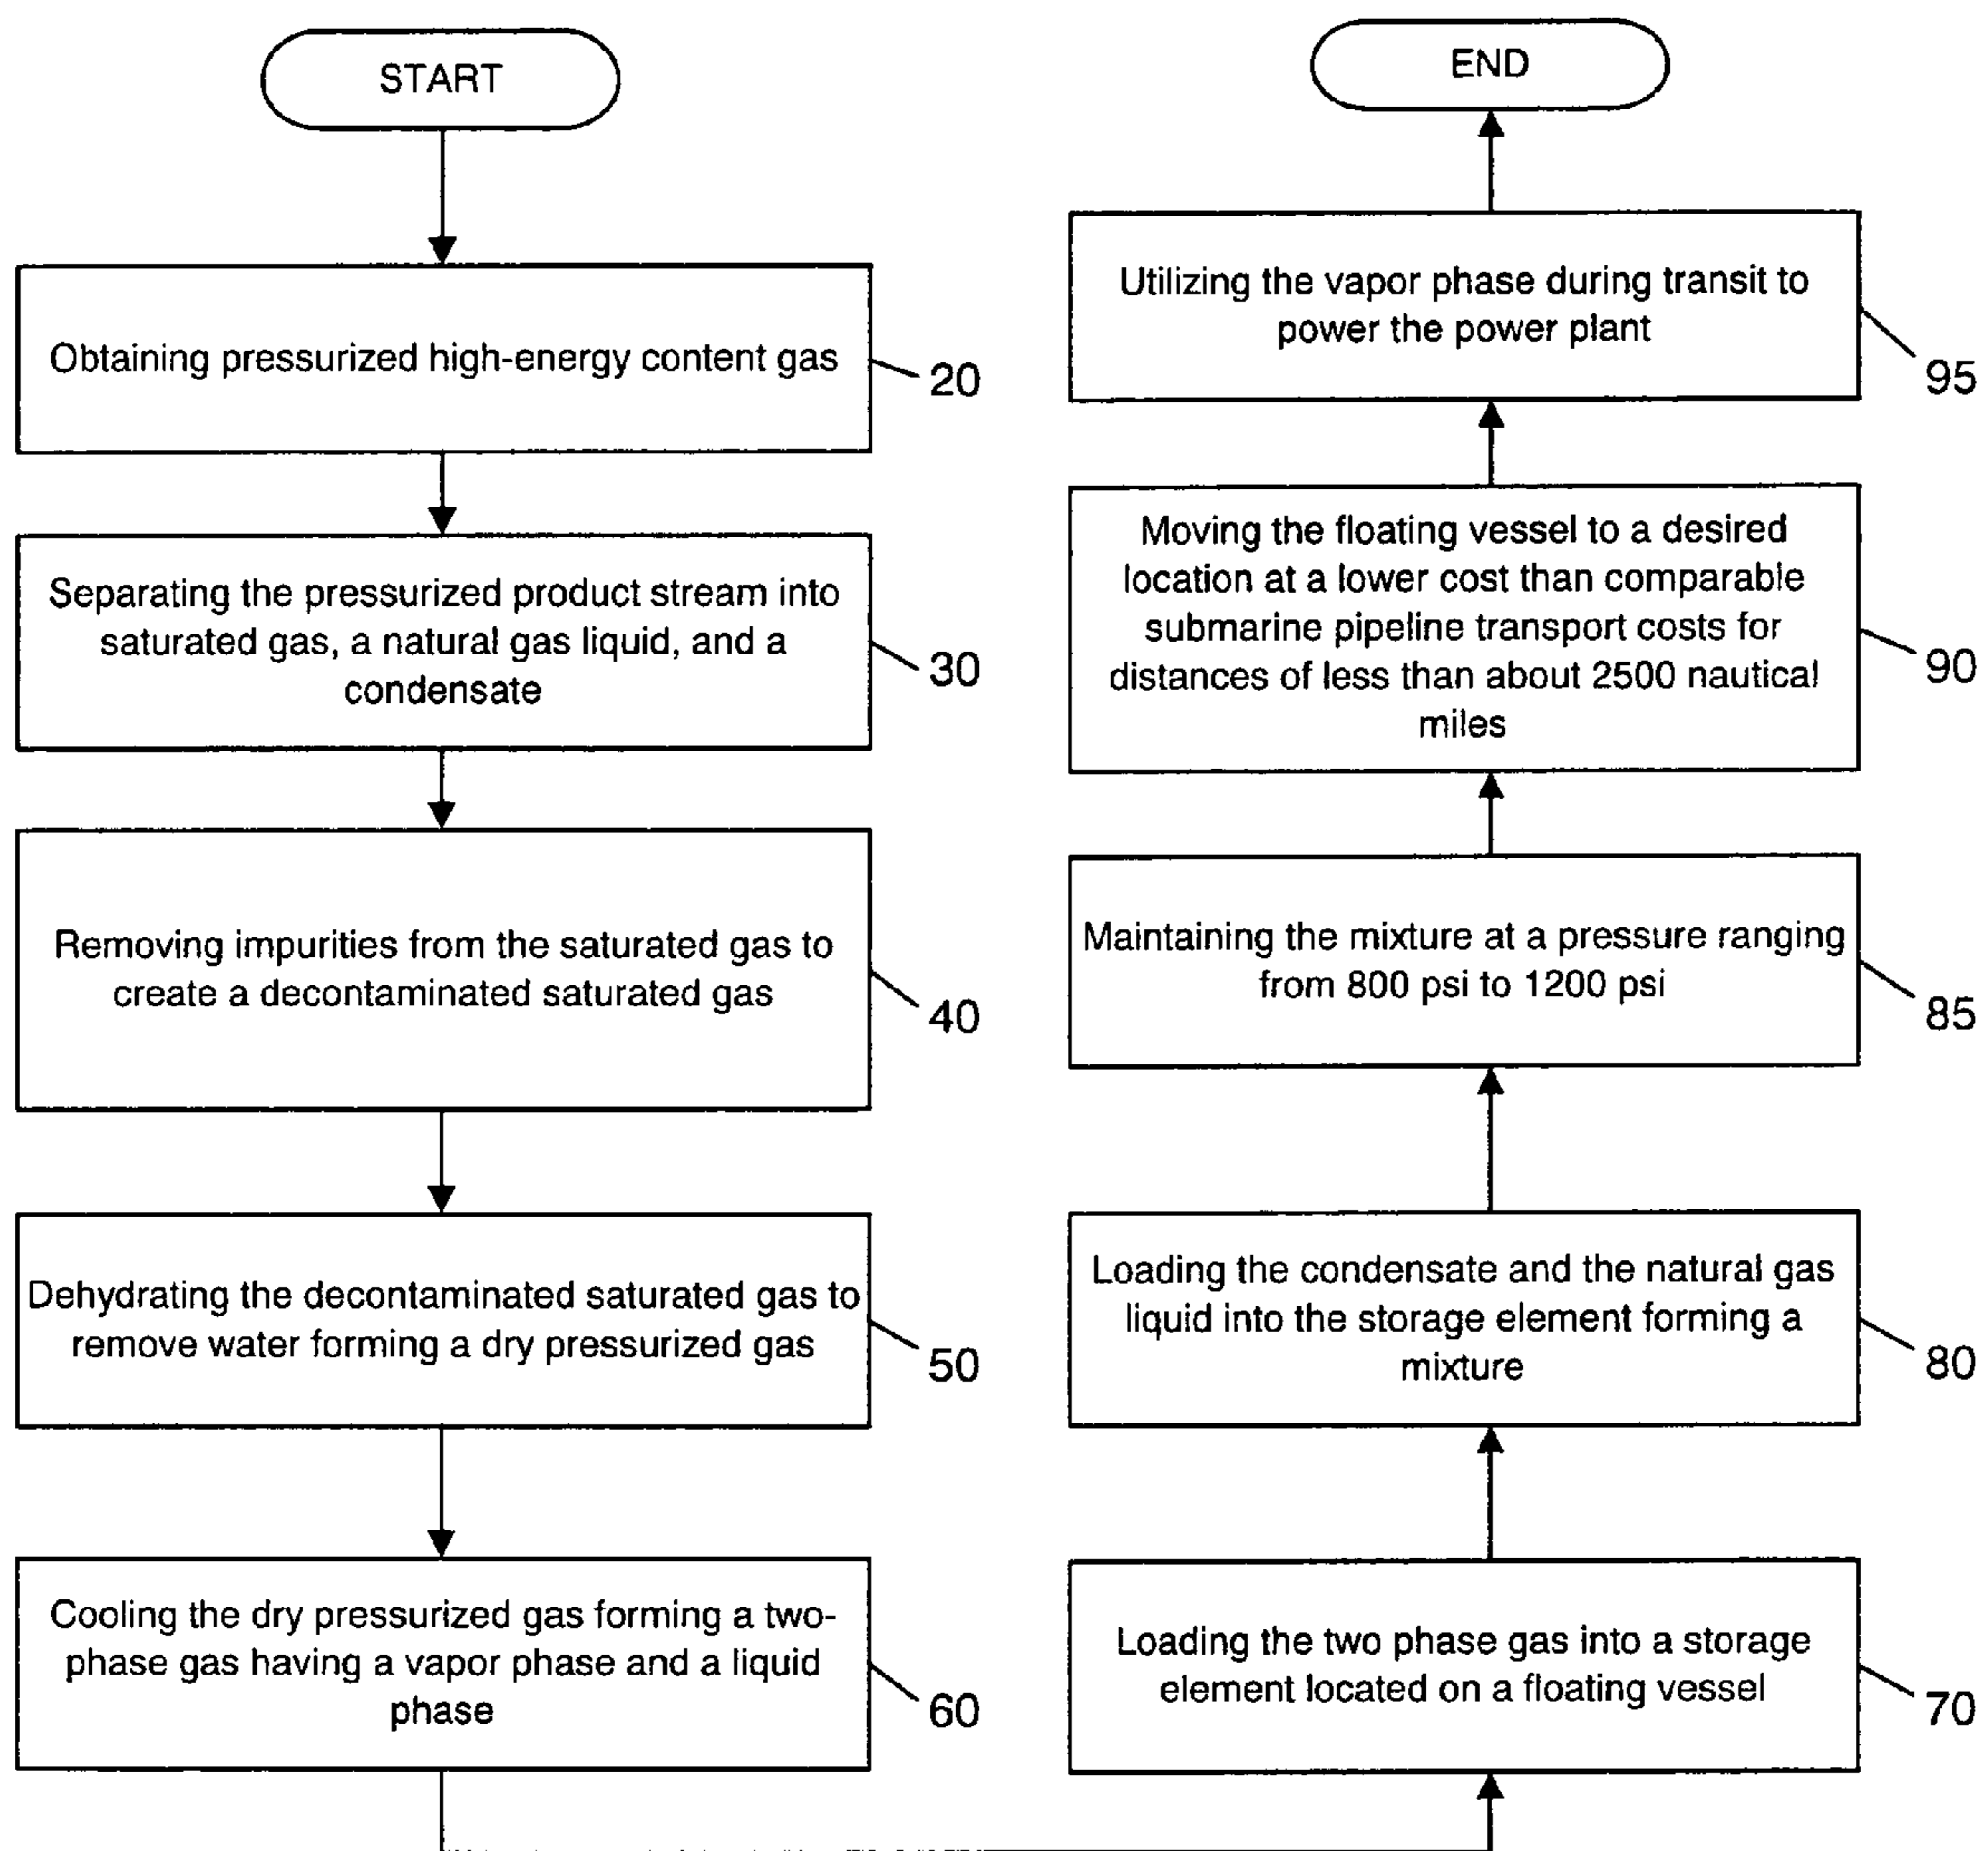 START
Obtaining pressurized high-energy content gas
20
Separating the pressurized product stream into
saturated gas, a natural gas liquid, and a
condensate
30
Removing impurities from the saturated gas to
create a decontaminated saturated gas
40
Dehydrating the decontaminated saturated gas to
remove water forming a dry pressurized gas
50
Cooling the dry pressurized gas forming a two-
phase gas having a vapor phase and a liquid
phase
60
Loading the two phase gas into a storage
element located on a floating vessel
70
Loading the condensate and the natural gas
liquid into the storage element forming a
mixture
80
Maintaining the mixture at a pressure ranging
from 800 psi to 1200 psi
85
Moving the floating vessel to a desired
location at a lower cost than comparable
submarine pipeline transport costs for
distances of less than about 2500 nautical
miles
90
Utilizing the vapor phase during transit to
power the power plant
95
END